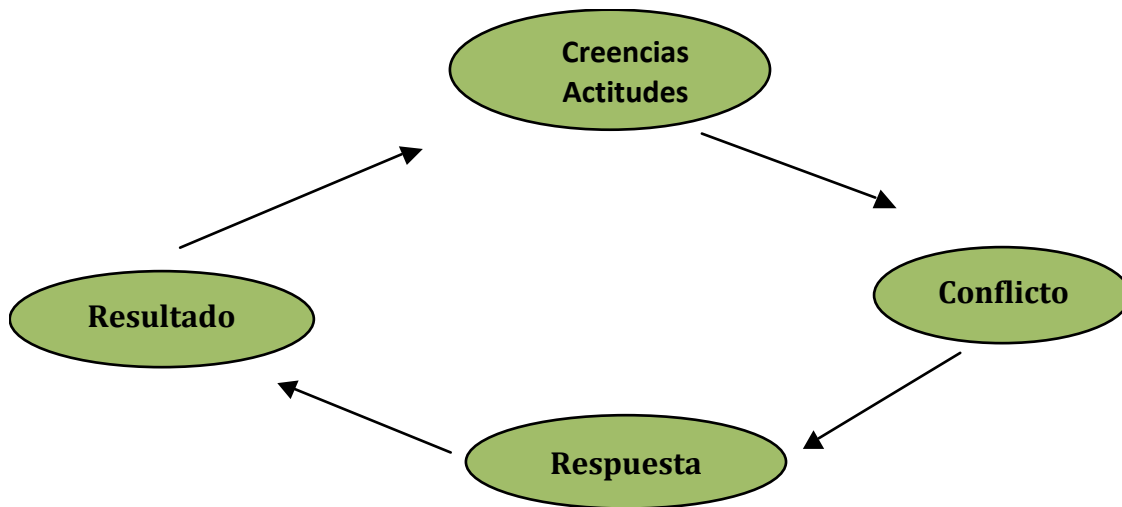 Creencias
Actitudes
Conflicto
Resultado
Respuesta